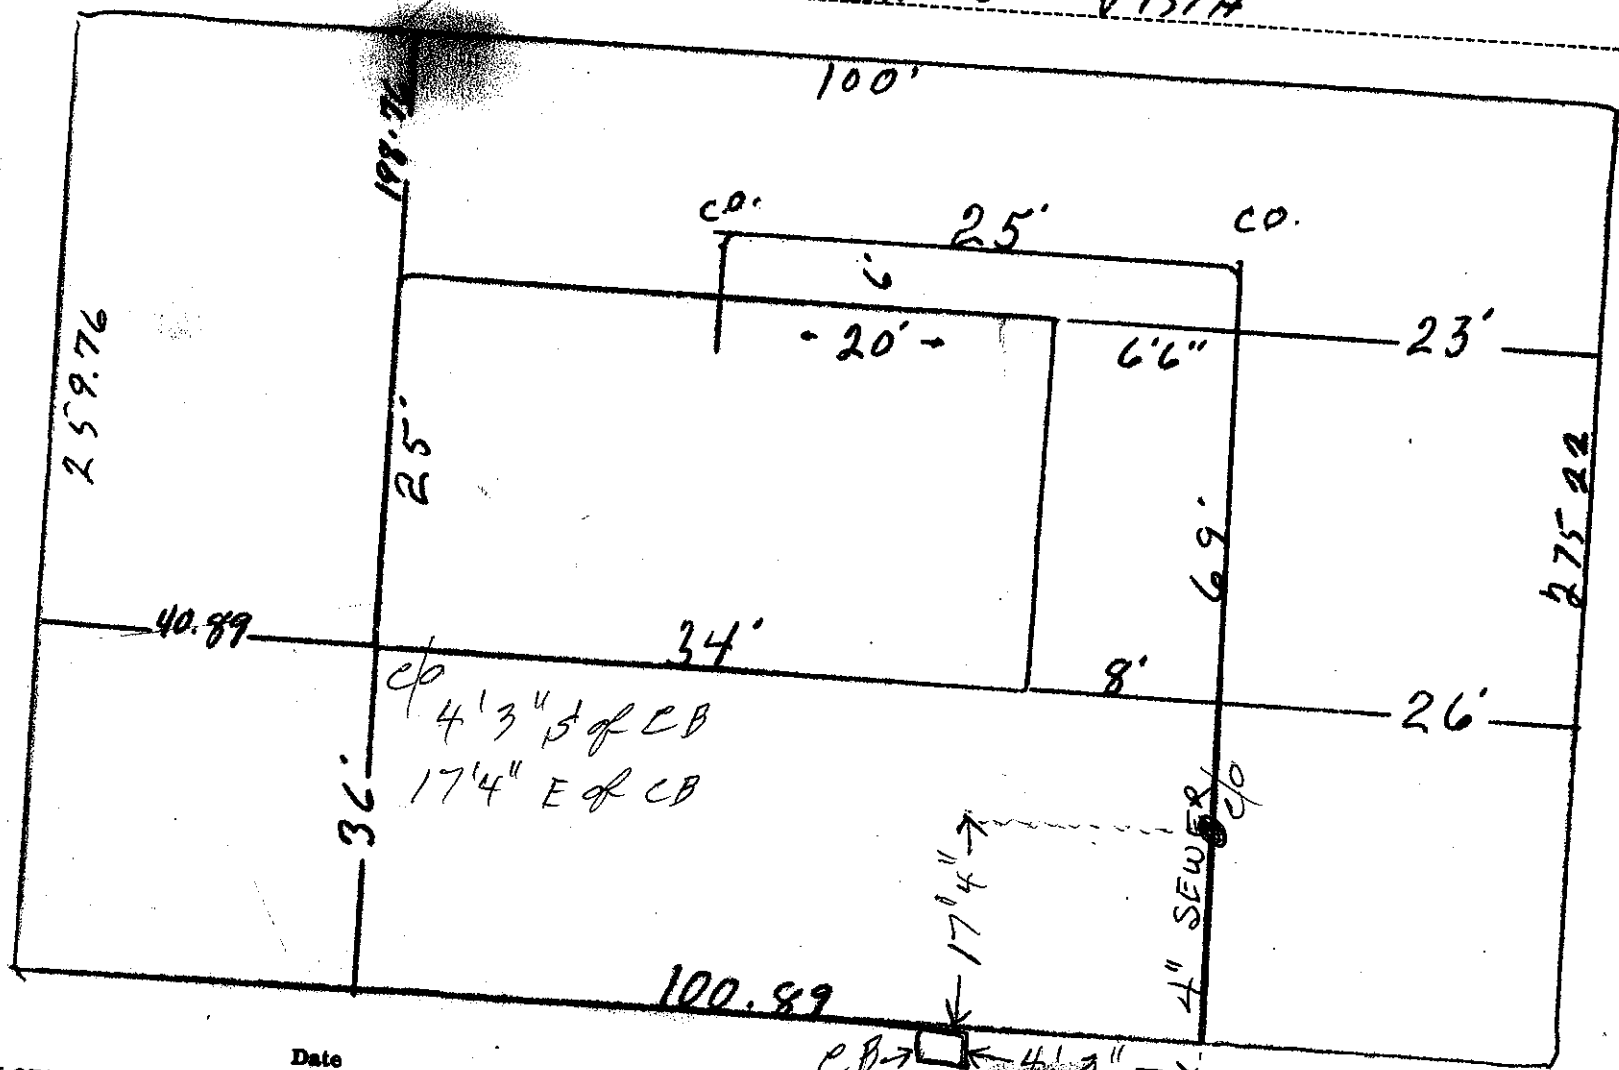 100'
198.76
co.
25'
co.
6'
20'
6'6"
23'
259.76
25'
69'
275 22
40.89
34'
8'
26'
c/o
4'3" S of CB
17'4" E of CB
36'
17'4"
4" SEWER
c/o
100.89
CB
4'3"
Date